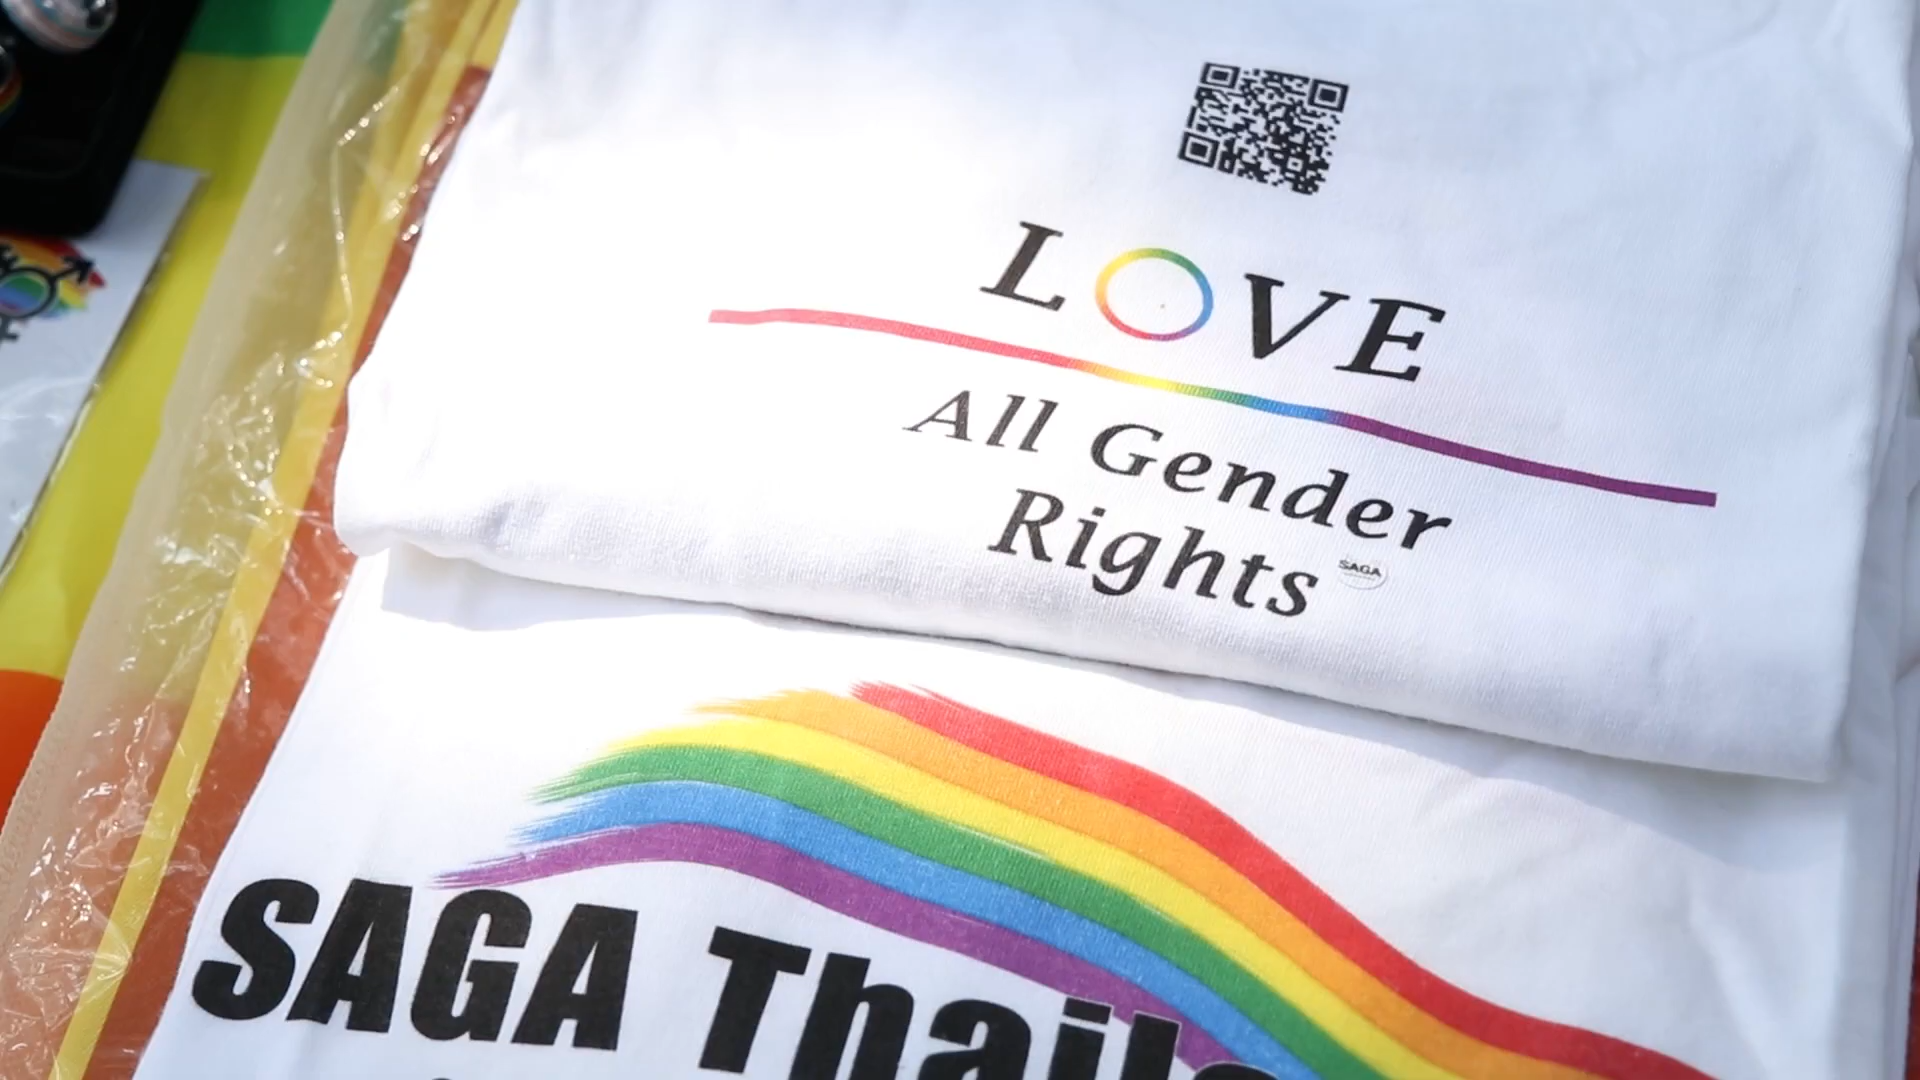 LOVE
All Gender
Rights
SAGA
SAGA Thail